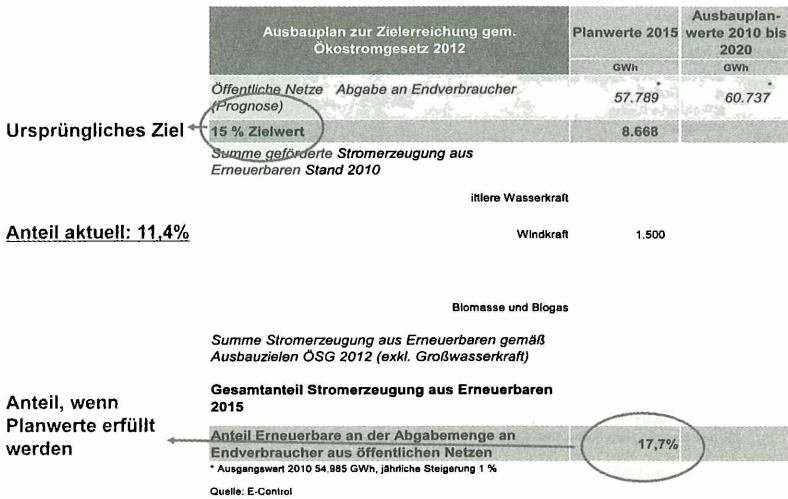 Ausbauplan zur Zielerreichung gem.
Ökostromgesetz 2012
Planwerte 2015
Ausbauplan-
werte 2010 bis
2020
GWh
GWh
Öffentliche Netze Abgabe an Endverbraucher
(Prognose)
57.789*
60.737*
Ursprüngliches Ziel
15 % Zielwert
8.668
Summe geförderte Stromerzeugung aus
Erneuerbaren Stand 2010
ittlere Wasserkraft
Anteil aktuell: 11,4%
Windkraft
1.500
Biomasse und Biogas
Summe Stromerzeugung aus Erneuerbaren gemäß
Ausbauzielen ÖSG 2012 (exkl. Großwasserkraft)
Gesamtanteil Stromerzeugung aus Erneuerbaren
2015
Anteil, wenn
Planwerte erfüllt
werden
Anteil Erneuerbare an der Abgabemenge an
Endverbraucher aus öffentlichen Netzen
17,7%
* Ausgangswert 2010 54.985 GWh, jährliche Steigerung 1 %
Quelle: E-Control